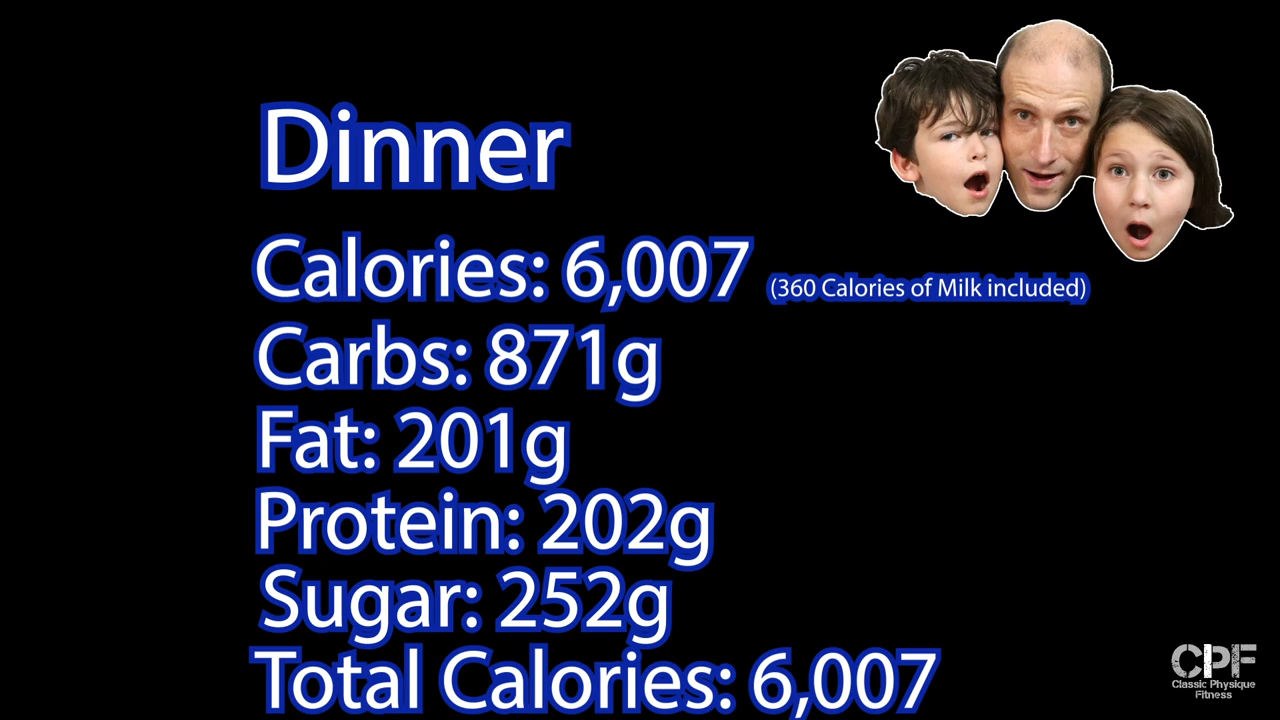 Dinner
Calories: 6,007 (360 Calories of Milk included)
Carbs: 871g
Fat: 201g
Protein: 202g
Sugar: 252g
Total Calories: 6,007
CPF
Classic Physique
Fitness